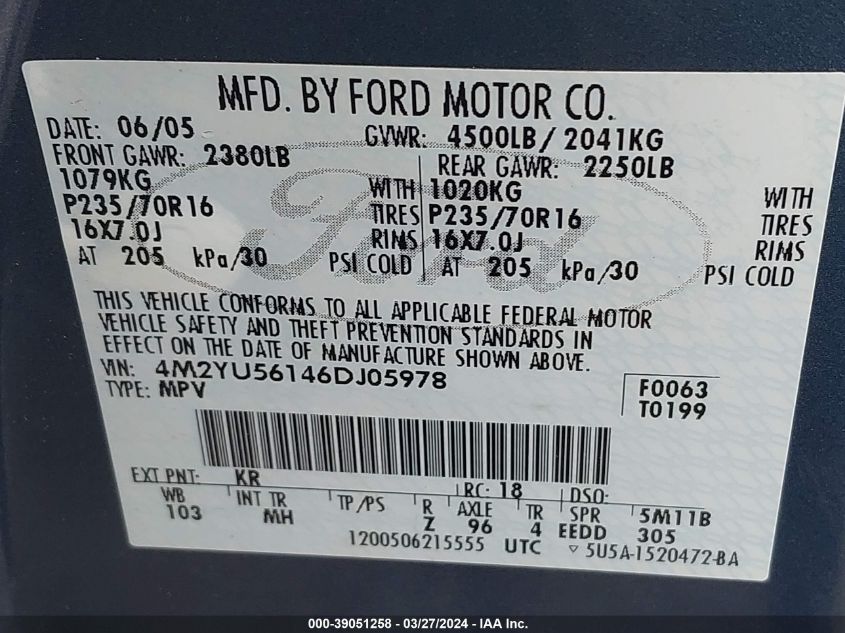 MFD. BY FORD MOTOR CO.
DATE: 06/05 GVWR: 4500LB/ 2041KG
FRONT GAWR: 2380LB REAR GAWR: 2250LB
1079KG WITH 1020KG WITH
P235/70R16 TIRES P235/70R16 TIRES
16X7.0J RIMS 16X7.0J RIMS
AT 205 kPa/30 PSI COLD AT 205 kPa/30 PSI COLD
Ford
THIS VEHICLE CONFORMS TO ALL APPLICABLE FEDERAL MOTOR
VEHICLE SAFETY AND THEFT PREVENTION STANDARDS IN
EFFECT ON THE DATE OF MANUFACTURE SHOWN ABOVE.
VIN: 4M2YU56146DJ05978 F0063
TYPE: MPV T0199
EXT PNT: KR RC: 18 DSO:
WB INT TR TP/PS R AXLE TR SPR 5M11B
103 MH Z 96 4 EEDD 305
1200506215555 UTC ▽ 5U5A-1520472-BA
000-39051258 - 03/27/2024 - IAA Inc.